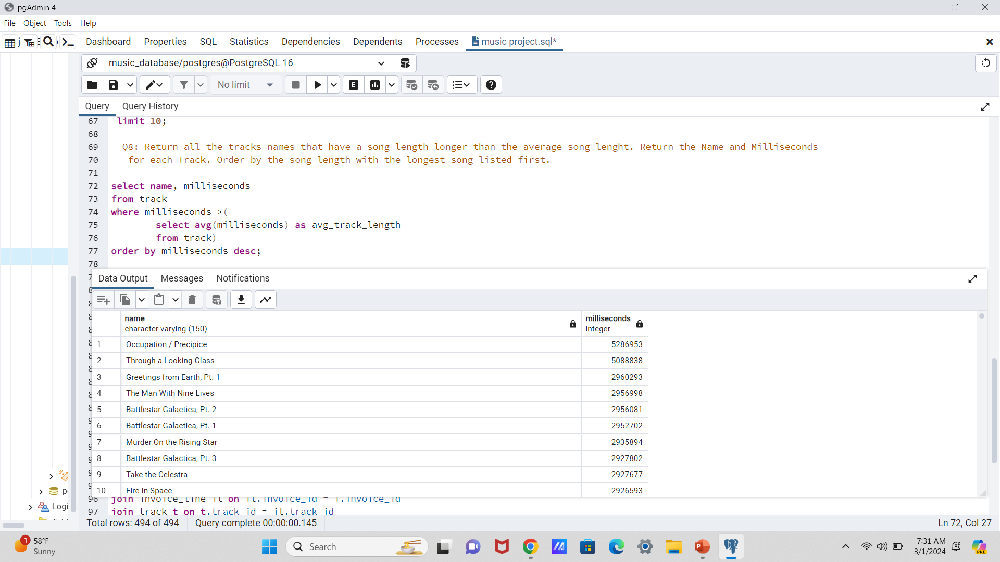 pgAdmin 4
File Object Tools Help
Dashboard Properties SQL Statistics Dependencies Dependents Processes music project.sql*
music_database/postgres@PostgreSQL 16
No limit
Query Query History
67 limit 10;
68
69 --Q8: Return all the tracks names that have a song length longer than the average song lenght. Return the Name and Milliseconds
70 -- for each Track. Order by the song length with the longest song listed first.
71
72 select name, milliseconds
73 from track
74 where milliseconds >(
75 select avg(milliseconds) as avg_track_length
76 from track)
77 order by milliseconds desc;
78
Data Output Messages Notifications
name milliseconds
character varying (150) integer
1 Occupation / Precipice 5286953
2 Through a Looking Glass 5088838
3 Greetings from Earth, Pt. 1 2960293
4 The Man With Nine Lives 2956998
5 Battlestar Galactica, Pt. 2 2956081
6 Battlestar Galactica, Pt. 1 2952702
7 Murder On the Rising Star 2935894
8 Battlestar Galactica, Pt. 3 2927802
9 Take the Celestra 2927677
10 Fire In Space 2926593
96 join invoice_line il on il.invoice_id = i.invoice_id
97 join track t on t.track_id = il.track_id
Logi
Total rows: 494 of 494 Query complete 00:00:00.145 Ln 72, Col 27
1 58°F
Sunny
Search
7:31 AM
3/1/2024
PRE